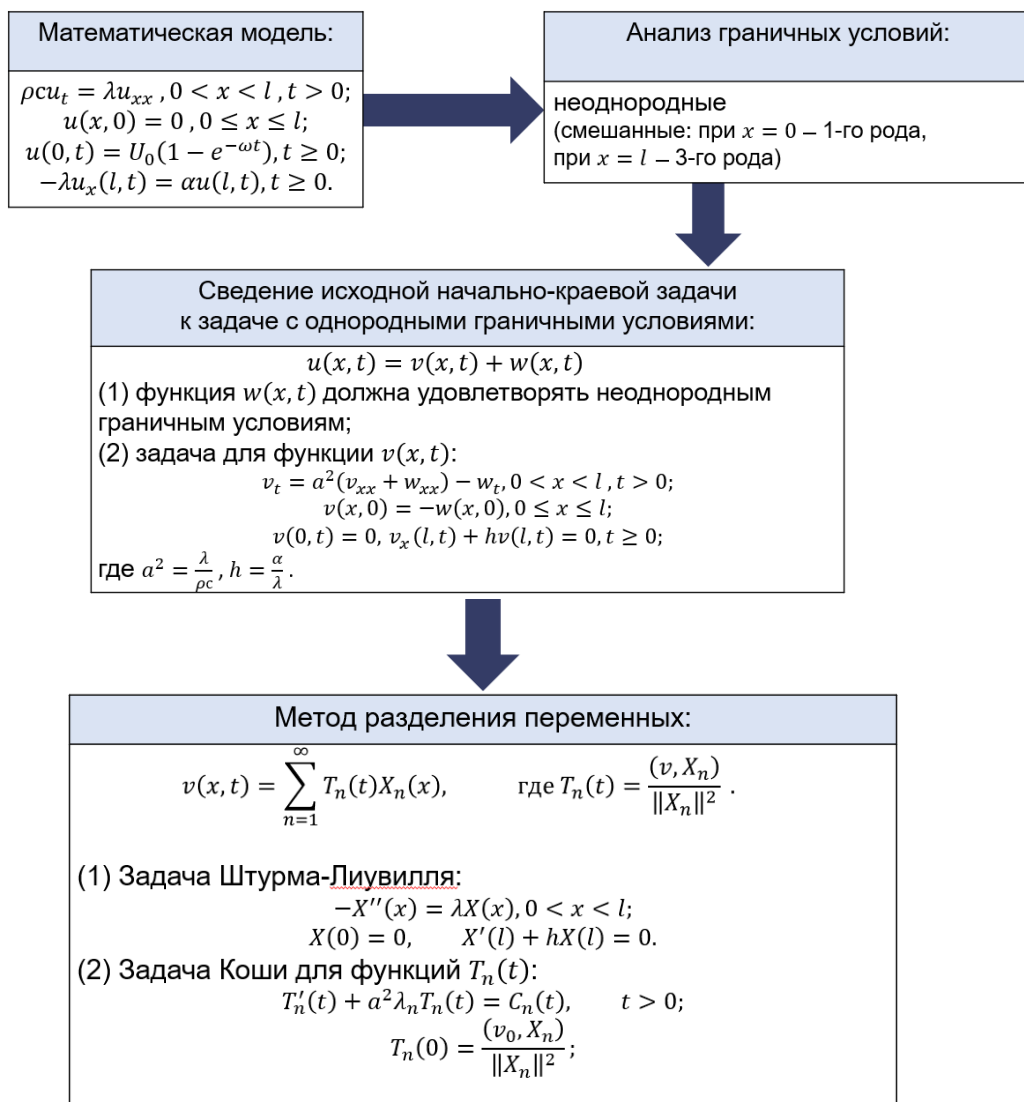 Математическая модель:
ρcu_t = λu_xx , 0 < x < l , t > 0;
u(x, 0) = 0 , 0 ≤ x ≤ l;
u(0, t) = U_0(1 − e^{−ωt}), t ≥ 0;
−λu_x(l, t) = αu(l, t), t ≥ 0.
Анализ граничных условий:
неоднородные
(смешанные: при x = 0 – 1-го рода,
при x = l – 3-го рода)
Сведение исходной начально-краевой задачи
к задаче с однородными граничными условиями:
u(x, t) = v(x, t) + w(x, t)
(1) функция w(x, t) должна удовлетворять неоднородным
граничным условиям;
(2) задача для функции v(x, t):
v_t = a^2(v_xx + w_xx) − w_t, 0 < x < l , t > 0;
v(x, 0) = −w(x, 0), 0 ≤ x ≤ l;
v(0, t) = 0, v_x(l, t) + hv(l, t) = 0, t ≥ 0;
где a^2 = λ/ρc , h = α/λ .
Метод разделения переменных:
v(x, t) = ∑_{n=1}^{∞} T_n(t)X_n(x), где T_n(t) = (v, X_n)/‖X_n‖^2 .
(1) Задача Штурма-Лиувилля:
−X′′(x) = λX(x), 0 < x < l;
X(0) = 0, X′(l) + hX(l) = 0.
(2) Задача Коши для функций T_n(t):
T_n′(t) + a^2λ_nT_n(t) = C_n(t), t > 0;
T_n(0) = (v_0, X_n)/‖X_n‖^2 ;